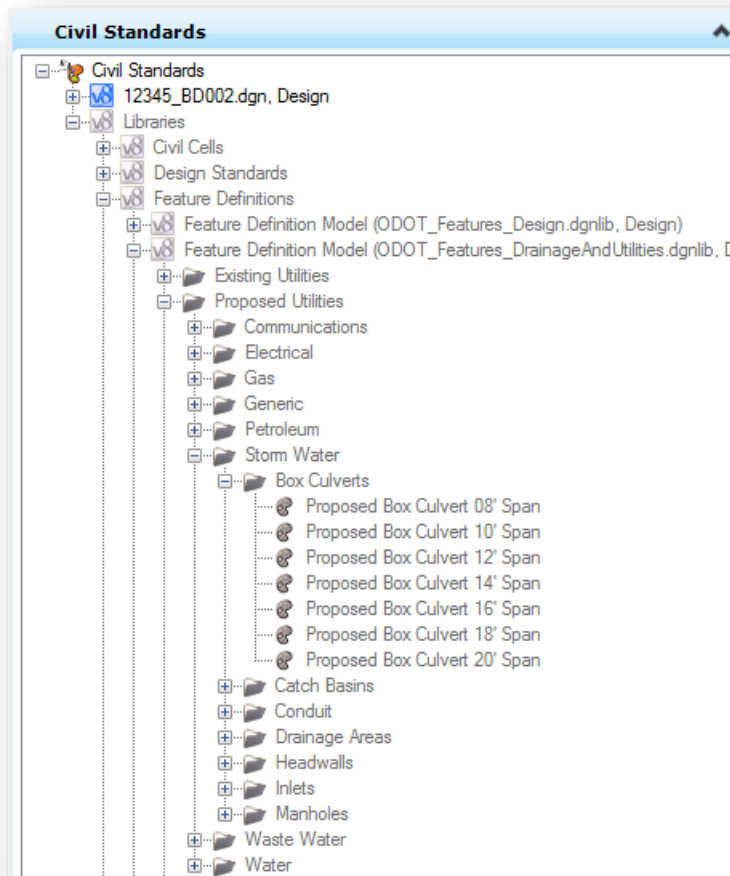 Civil Standards
Civil Standards
12345_BD002.dgn, Design
Libraries
Civil Cells
Design Standards
Feature Definitions
Feature Definition Model (ODOT_Features_Design.dgnlib, Design)
Feature Definition Model (ODOT_Features_DrainageAndUtilities.dgnlib, D
Existing Utilities
Proposed Utilities
Communications
Electrical
Gas
Generic
Petroleum
Storm Water
Box Culverts
Proposed Box Culvert 08' Span
Proposed Box Culvert 10' Span
Proposed Box Culvert 12' Span
Proposed Box Culvert 14' Span
Proposed Box Culvert 16' Span
Proposed Box Culvert 18' Span
Proposed Box Culvert 20' Span
Catch Basins
Conduit
Drainage Areas
Headwalls
Inlets
Manholes
Waste Water
Water